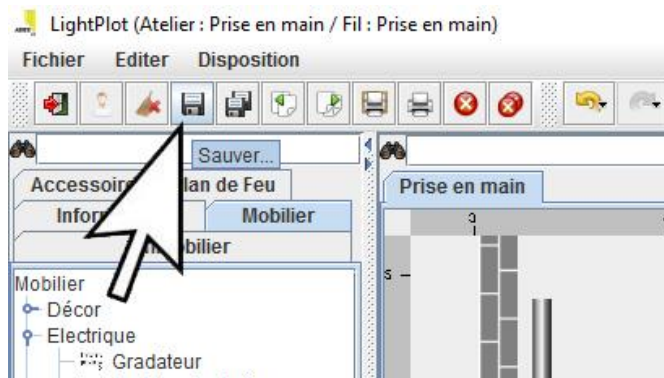 LightPlot (Atelier : Prise en main / Fil : Prise en main)
Fichier Editer Disposition
Sauver...
Accessoire lan de Feu
Prise en main
Infor Mobilier
bilier
Mobilier
Décor
Electrique
Gradateur